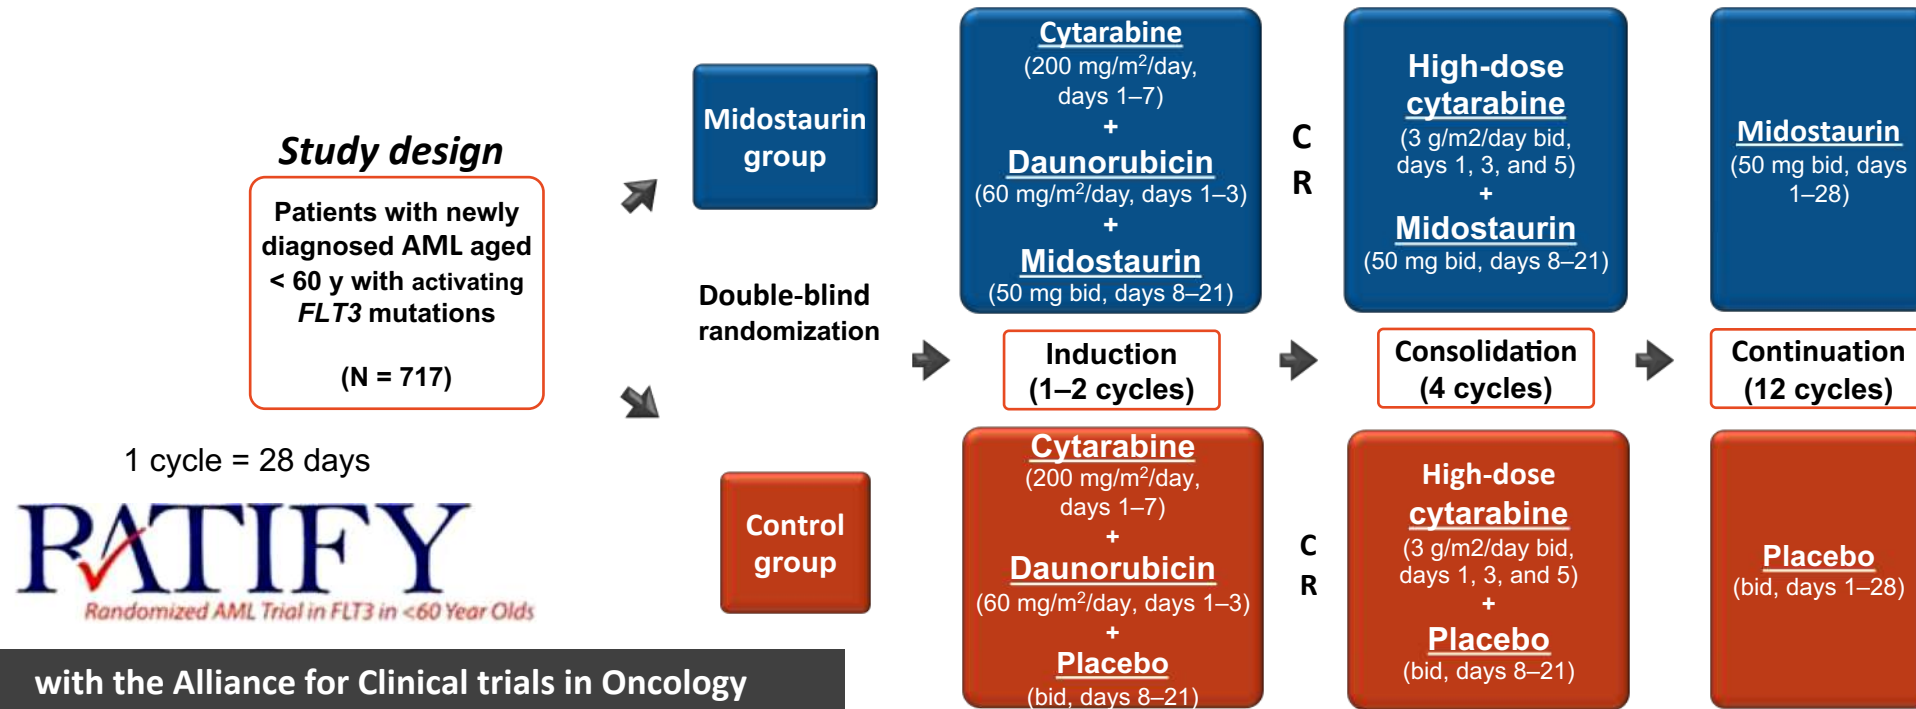 Study design
Patients with newly
diagnosed AML aged
< 60 y with activating
FLT3 mutations
(N = 717)
1 cycle = 28 days
RATIFY
Randomized AML Trial in FLT3 in <60 Year Olds
with the Alliance for Clinical trials in Oncology
Midostaurin
group
Double-blind
randomization
Control
group
Cytarabine
(200 mg/m²/day,
days 1–7)
+
Daunorubicin
(60 mg/m²/day, days 1–3)
+
Midostaurin
(50 mg bid, days 8–21)
C
R
High-dose
cytarabine
(3 g/m2/day bid,
days 1, 3, and 5)
+
Midostaurin
(50 mg bid, days 8–21)
Midostaurin
(50 mg bid, days
1–28)
Induction
(1–2 cycles)
Consolidation
(4 cycles)
Continuation
(12 cycles)
Cytarabine
(200 mg/m²/day,
days 1–7)
+
Daunorubicin
(60 mg/m²/day, days 1–3)
+
Placebo
(bid, days 8–21)
C
R
High-dose
cytarabine
(3 g/m2/day bid,
days 1, 3, and 5)
+
Placebo
(bid, days 8–21)
Placebo
(bid, days 1–28)